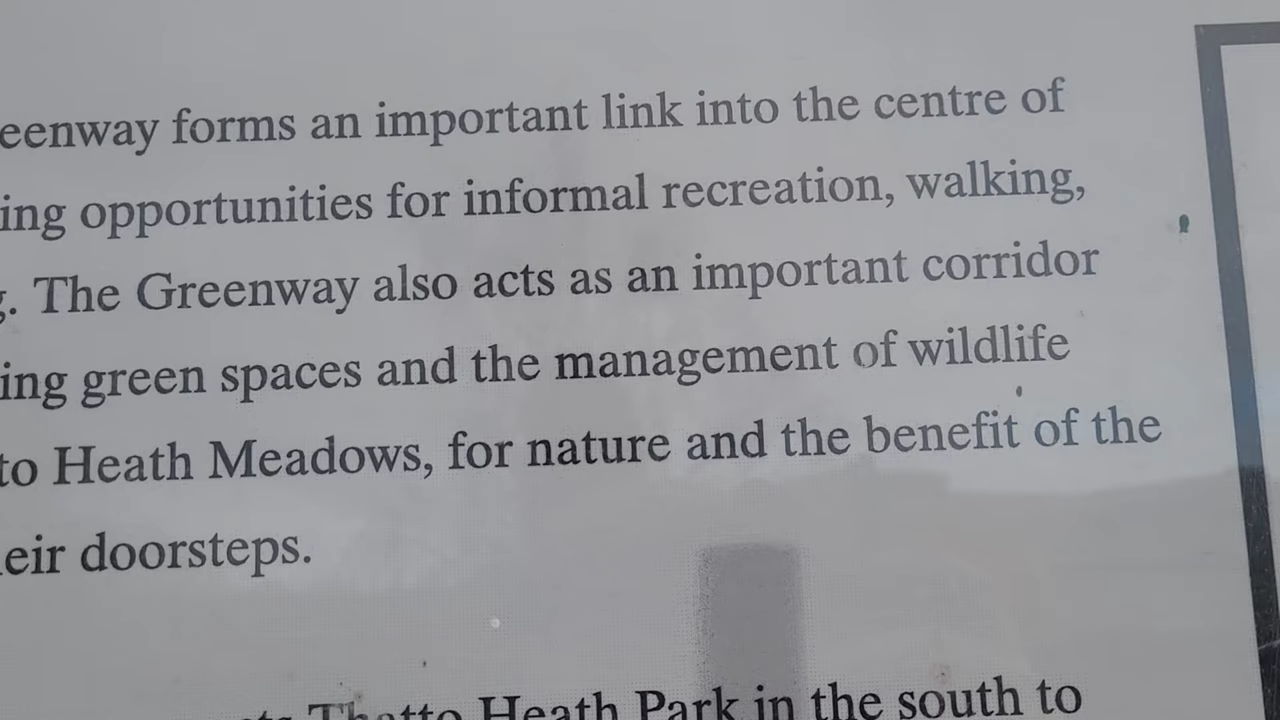 eenway forms an important link into the centre of
ing opportunities for informal recreation, walking,
. The Greenway also acts as an important corridor
ing green spaces and the management of wildlife
to Heath Meadows, for nature and the benefit of the
eir doorsteps.
Thatto Heath Park in the south to